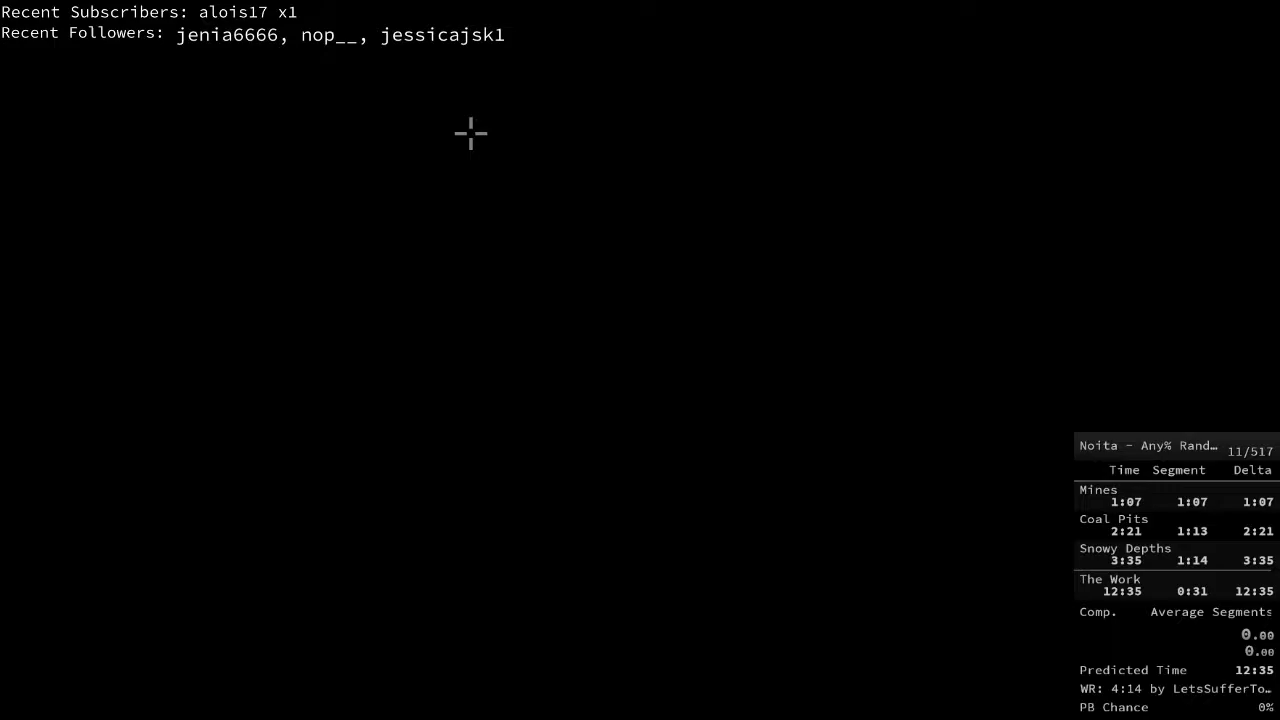 Recent Subscribers: alois17 x1
Recent Followers: jenia6666, nop__, jessicajsk1
Noita - Any% Rand… 11/517
Time Segment Delta
Mines
1:07 1:07 1:07
Coal Pits
2:21 1:13 2:21
Snowy Depths
3:35 1:14 3:35
The Work
12:35 0:31 12:35
Comp. Average Segments
0.00
0.00
Predicted Time 12:35
WR: 4:14 by LetsSufferTo…
PB Chance 0%